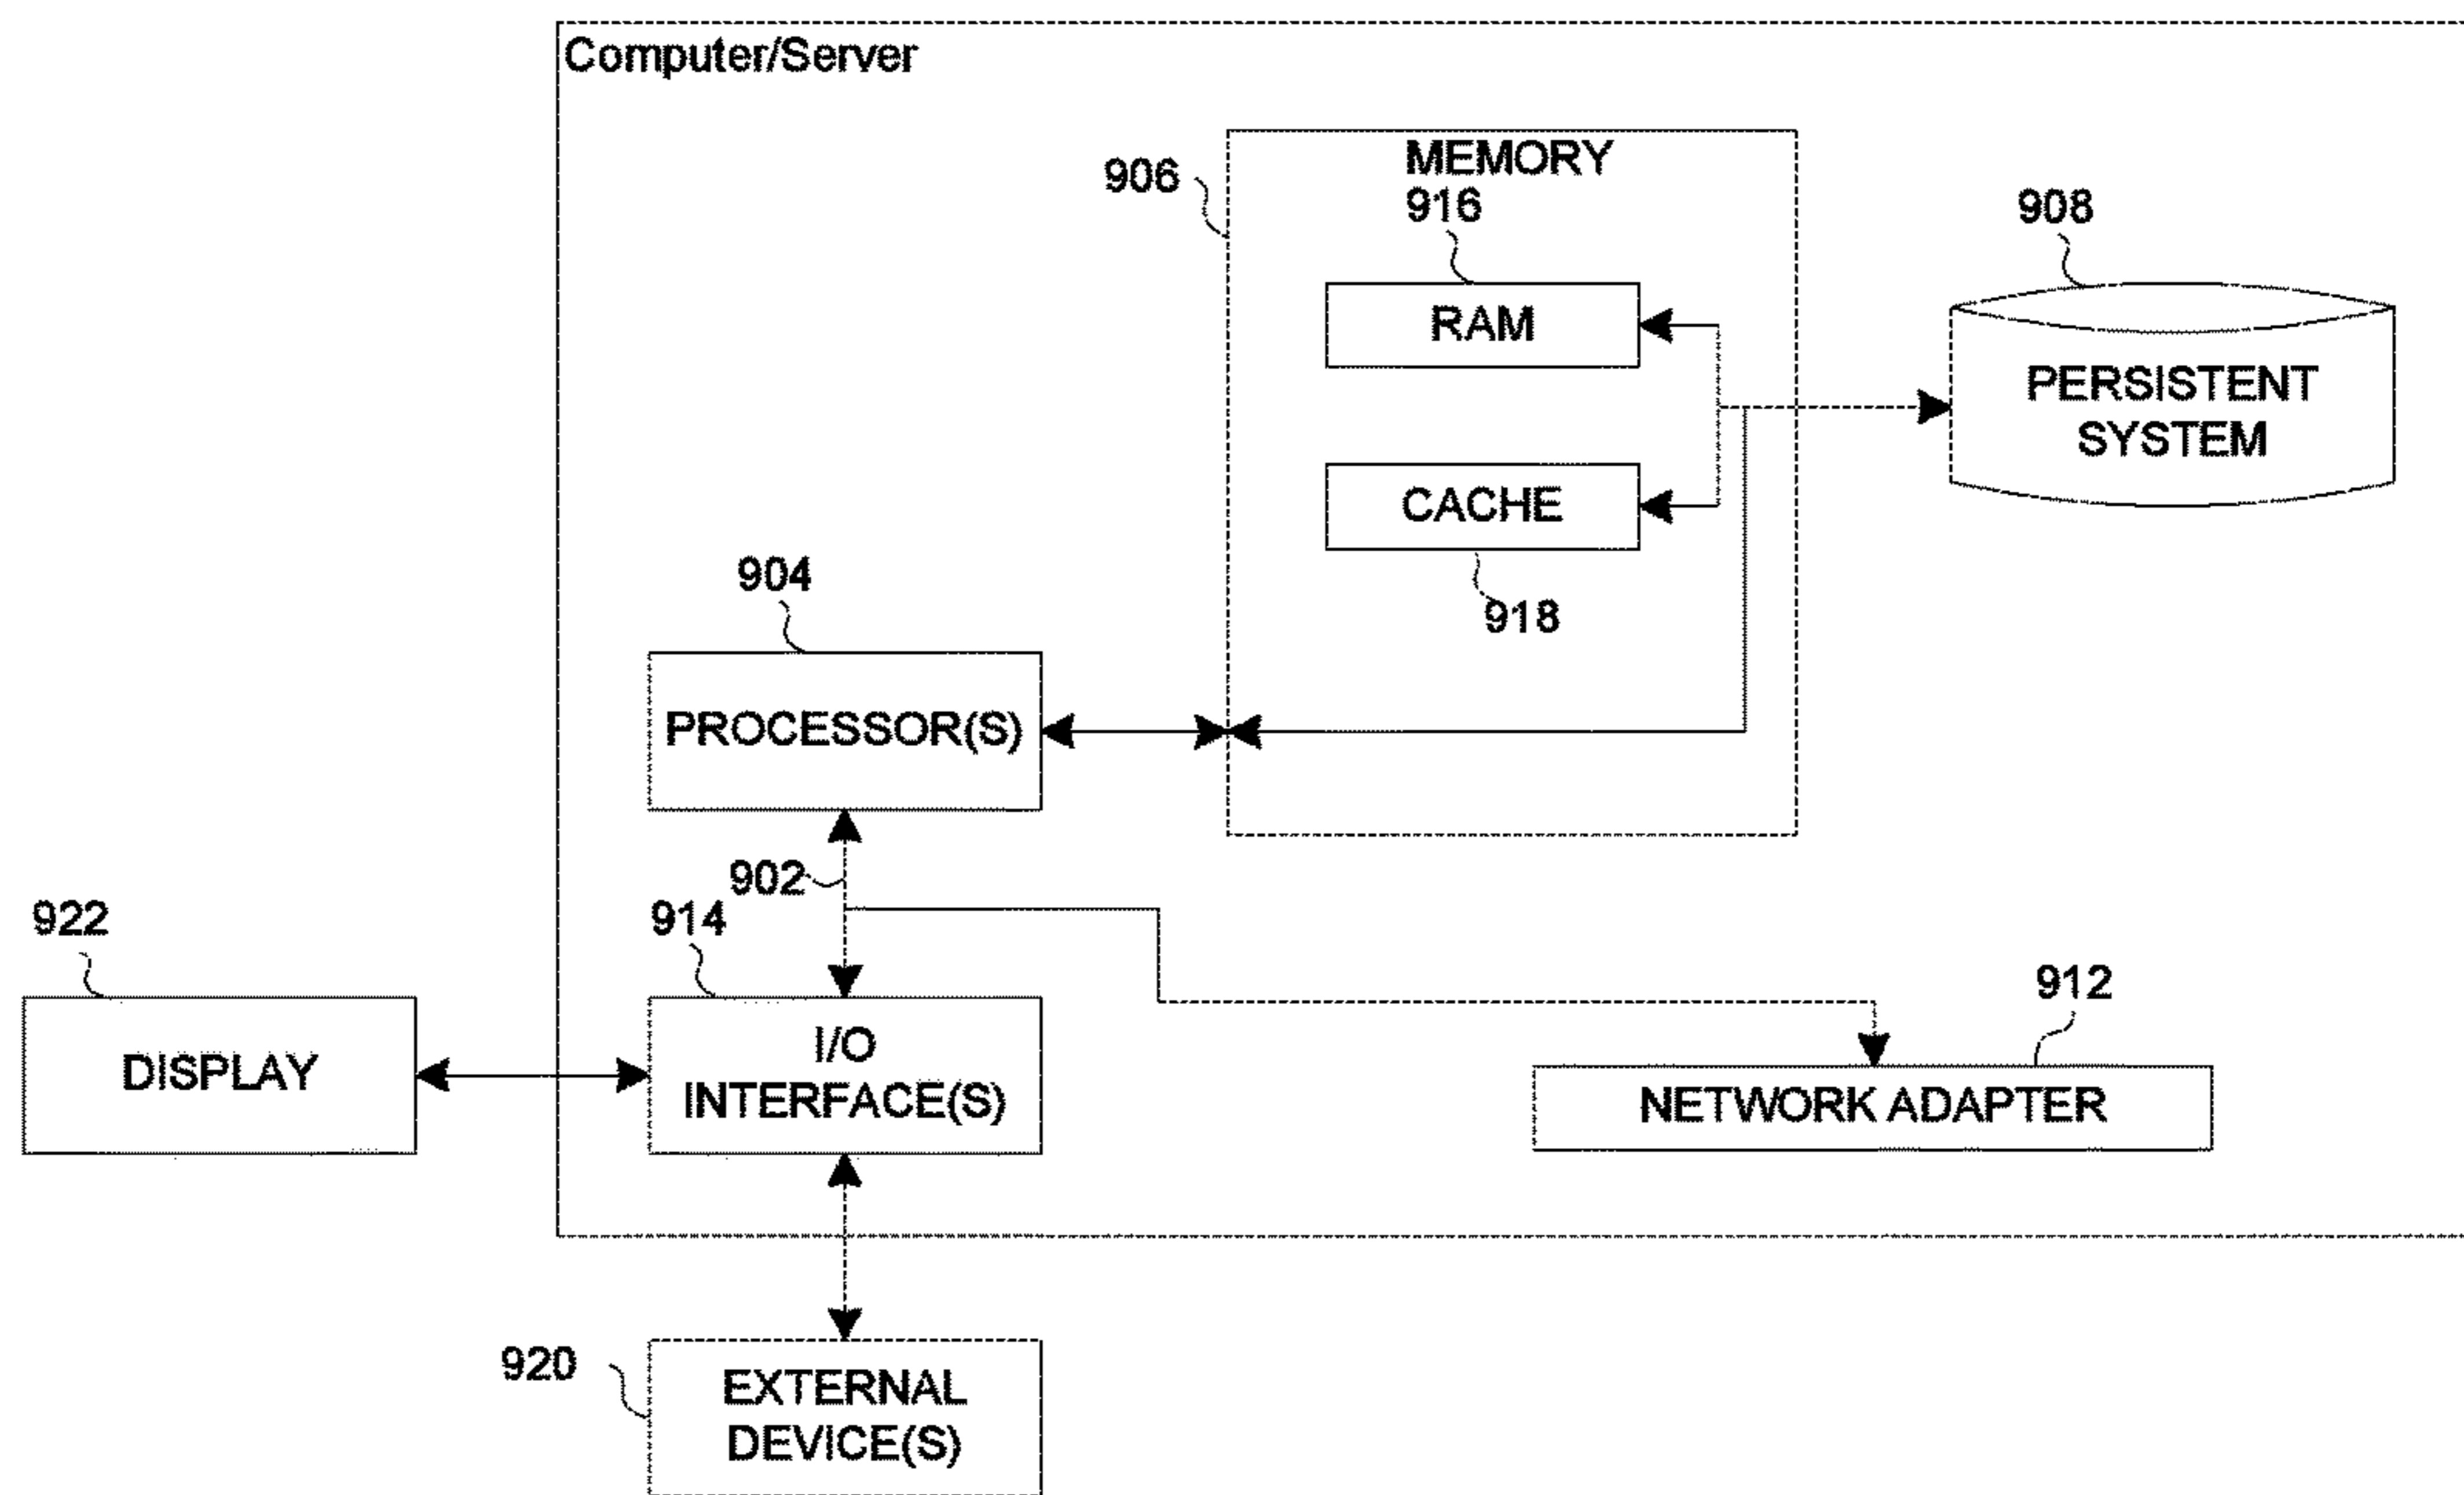 Computer/Server
906
MEMORY
916
908
RAM
PERSISTENT
SYSTEM
CACHE
918
904
PROCESSOR(S)
902
922
914
912
DISPLAY
I/O
INTERFACE(S)
NETWORK ADAPTER
920
EXTERNAL
DEVICE(S)